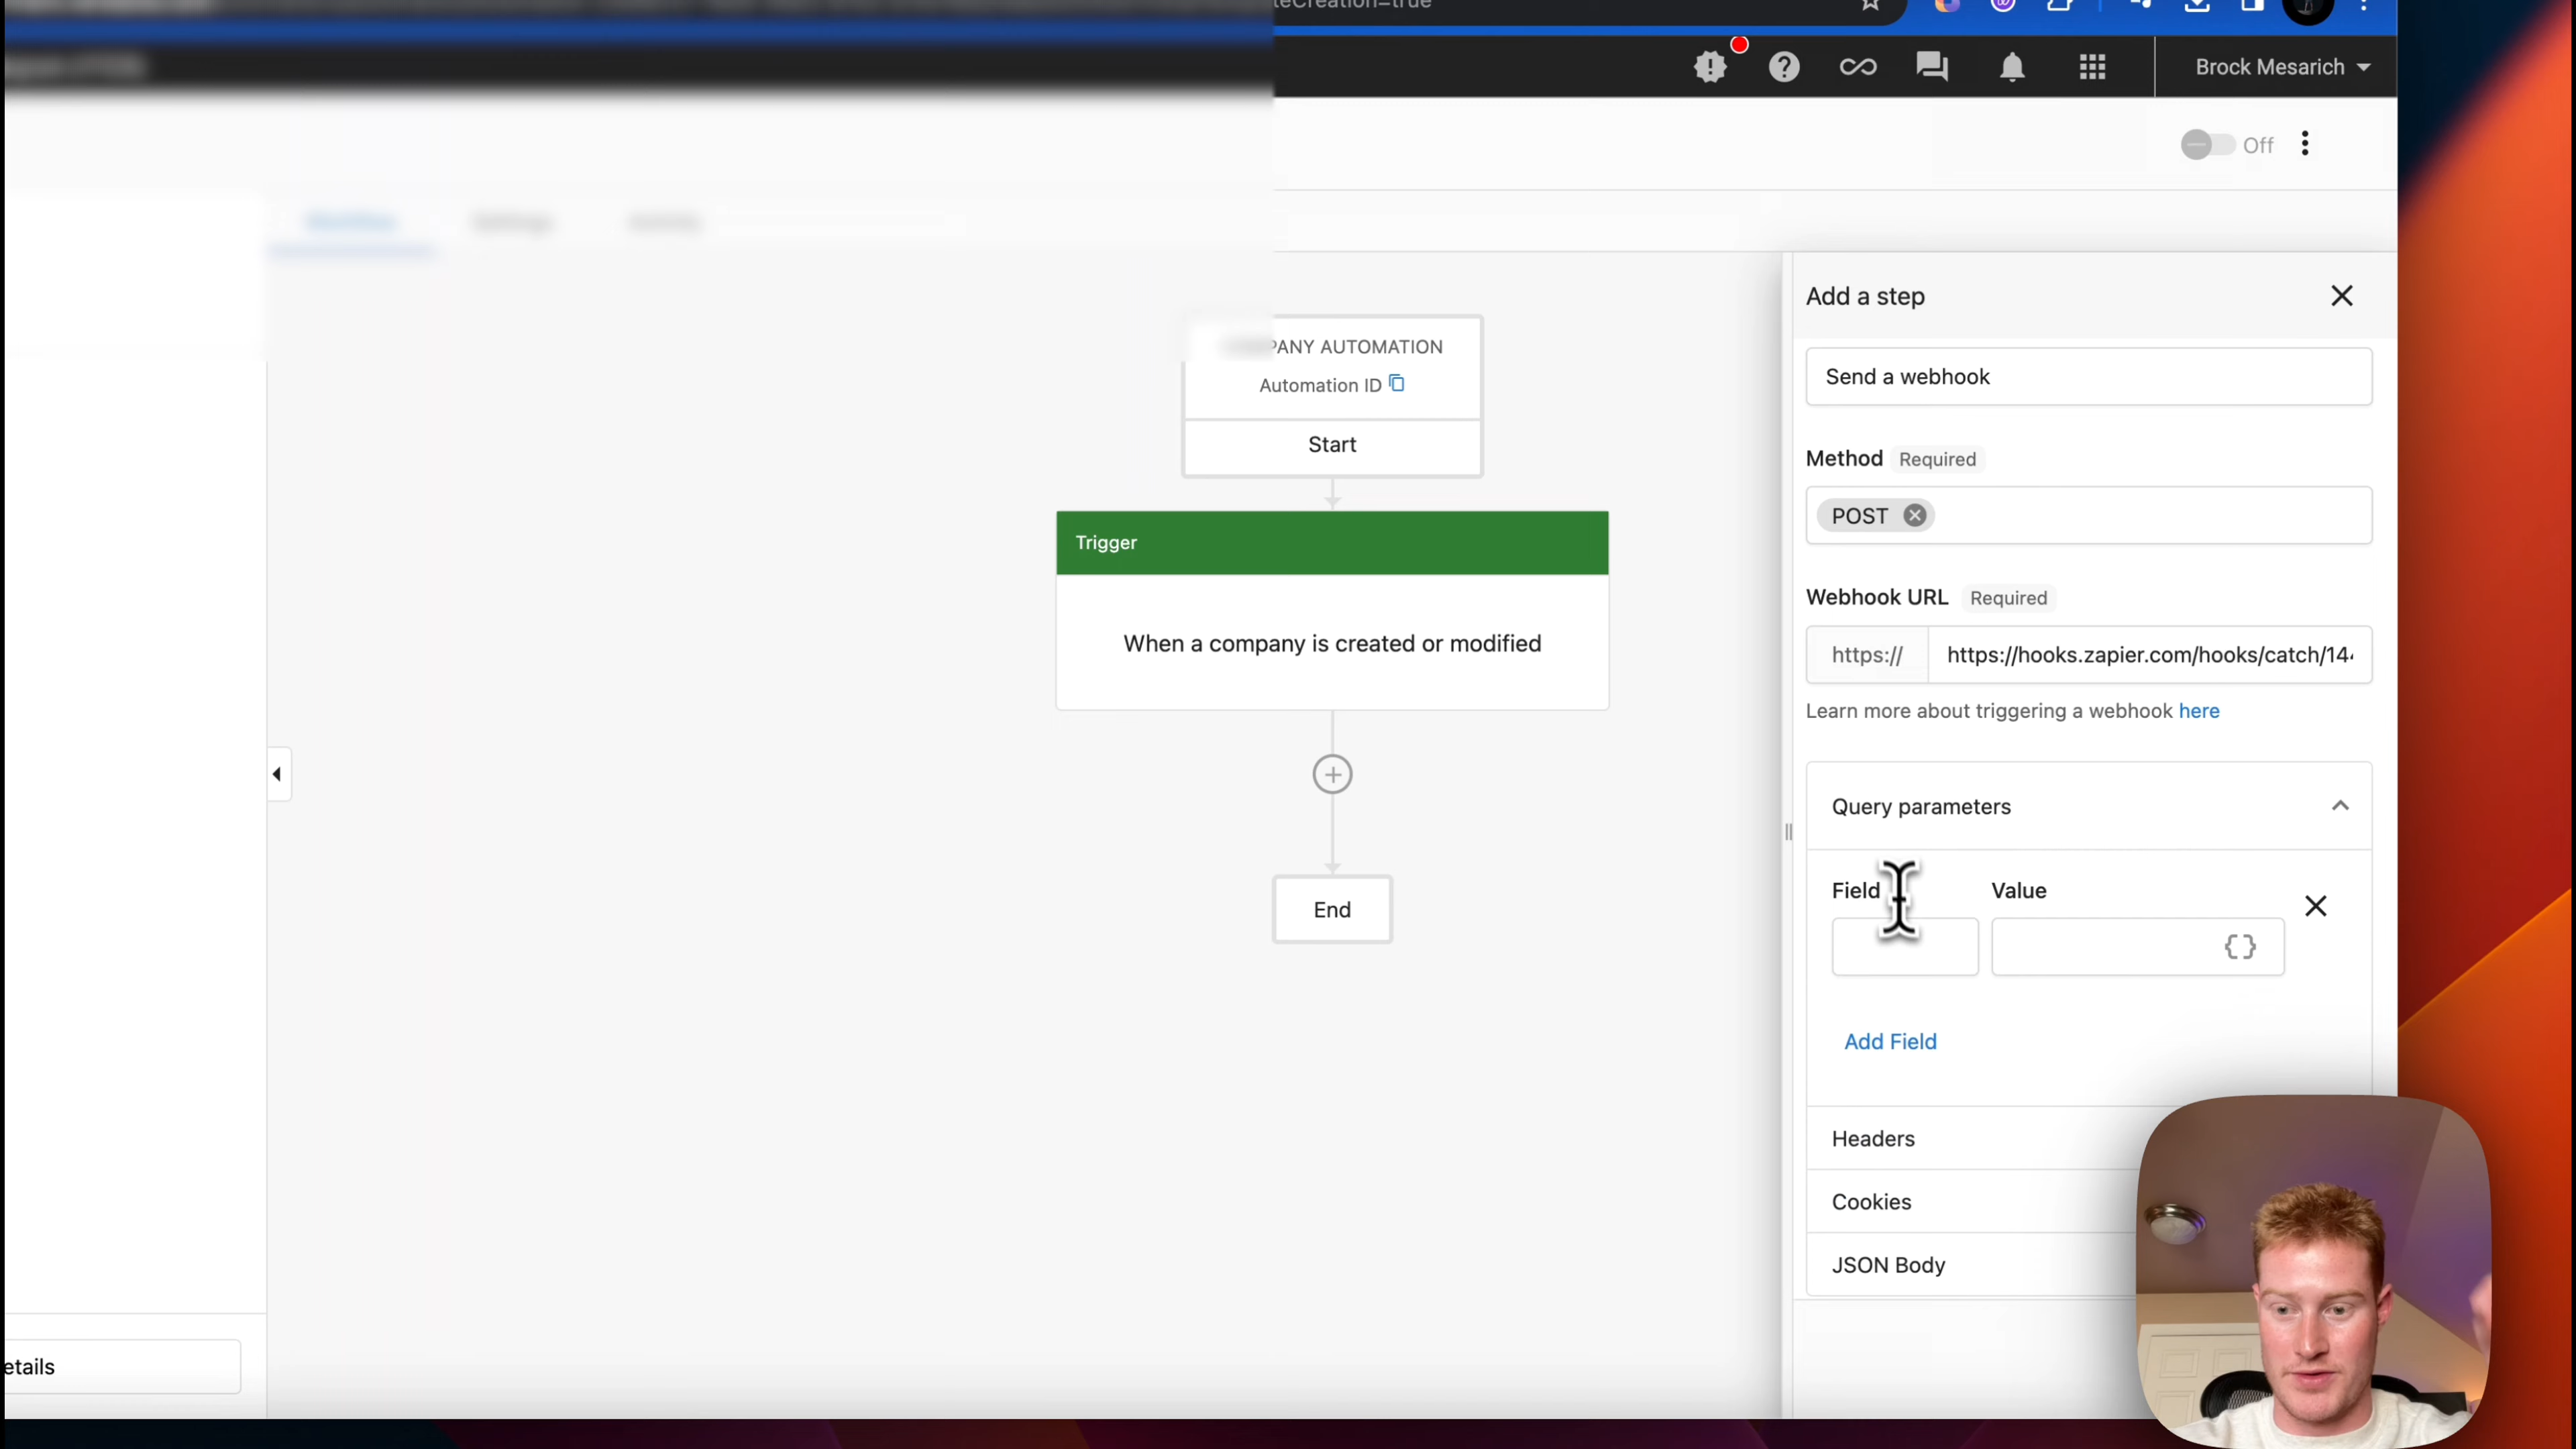 eCreation=true
Brock Mesarich
Off
Add a step
PANY AUTOMATION
Automation ID
Start
Send a webhook
Method Required
POST
Trigger
When a company is created or modified
Webhook URL Required
https:// https://hooks.zapier.com/hooks/catch/14
Learn more about triggering a webhook here
Query parameters
Field Value
{}
End
Add Field
Headers
Cookies
JSON Body
etails